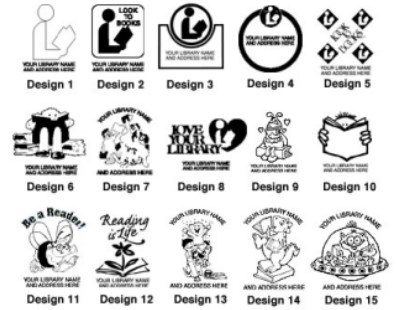 YOUR LIBRARY NAME
AND ADDRESS HERE
Design 1
LOOK
TO
BOOKS
YOUR LIBRARY NAME
AND ADDRESS HERE
Design 2
YOUR LIBRARY NAME
AND ADDRESS HERE
Design 3
YOUR LIBRARY NAME
AND ADDRESS HERE
Design 4
LOOK
TO
BOOKS
YOUR LIBRARY NAME
AND ADDRESS HERE
Design 5
YOUR LIBRARY NAME
AND ADDRESS HERE
Design 6
YOUR LIBRARY NAME
AND ADDRESS HERE
Design 7
LOVE
YOUR
LIBRARY
YOUR LIBRARY NAME
AND ADDRESS HERE
Design 8
YOUR LIBRARY NAME
AND ADDRESS HERE
Design 9
YOUR LIBRARY NAME
AND ADDRESS HERE
Design 10
Be a Reader!
YOUR LIBRARY NAME
AND ADDRESS HERE
Design 11
Reading
is Life
YOUR LIBRARY NAME
AND ADDRESS HERE
Design 12
YOUR LIBRARY NAME
AND ADDRESS HERE
Design 13
YOUR LIBRARY NAME
AND ADDRESS HERE
Design 14
YOUR LIBRARY NAME
AND ADDRESS HERE
Design 15